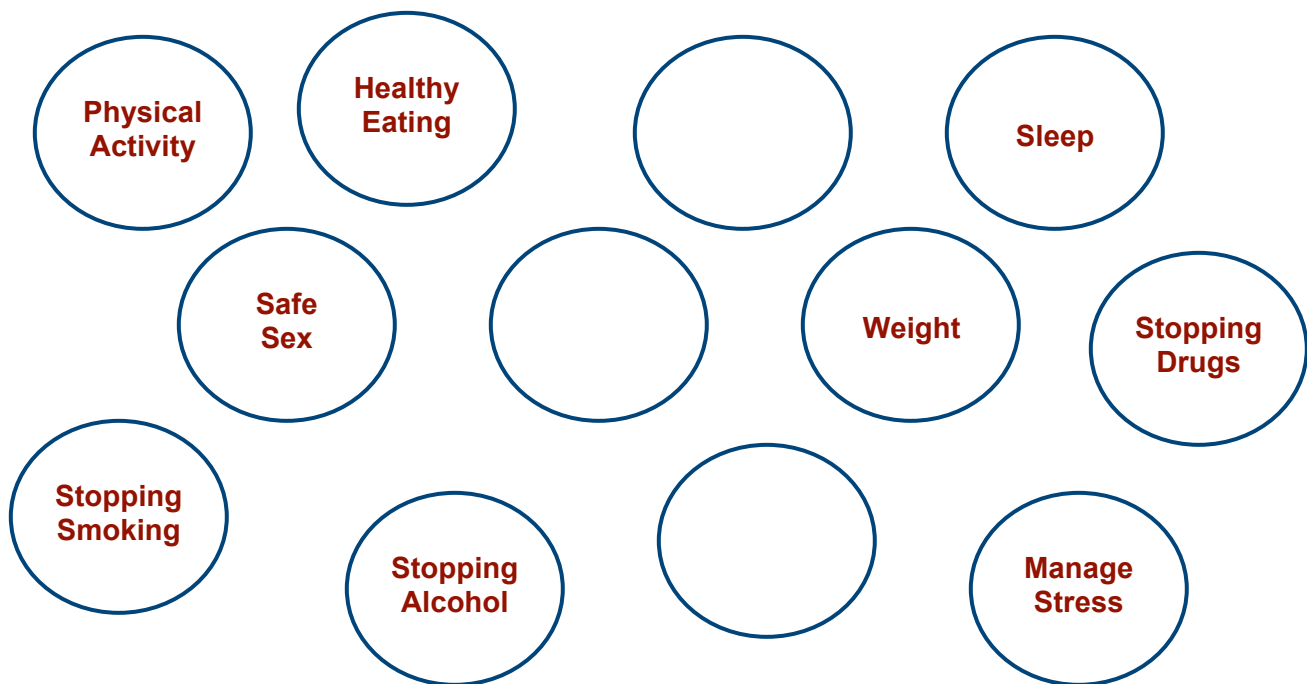 Physical
Activity
Healthy
Eating
Sleep
Safe
Sex
Weight
Stopping
Drugs
Stopping
Smoking
Stopping
Alcohol
Manage
Stress